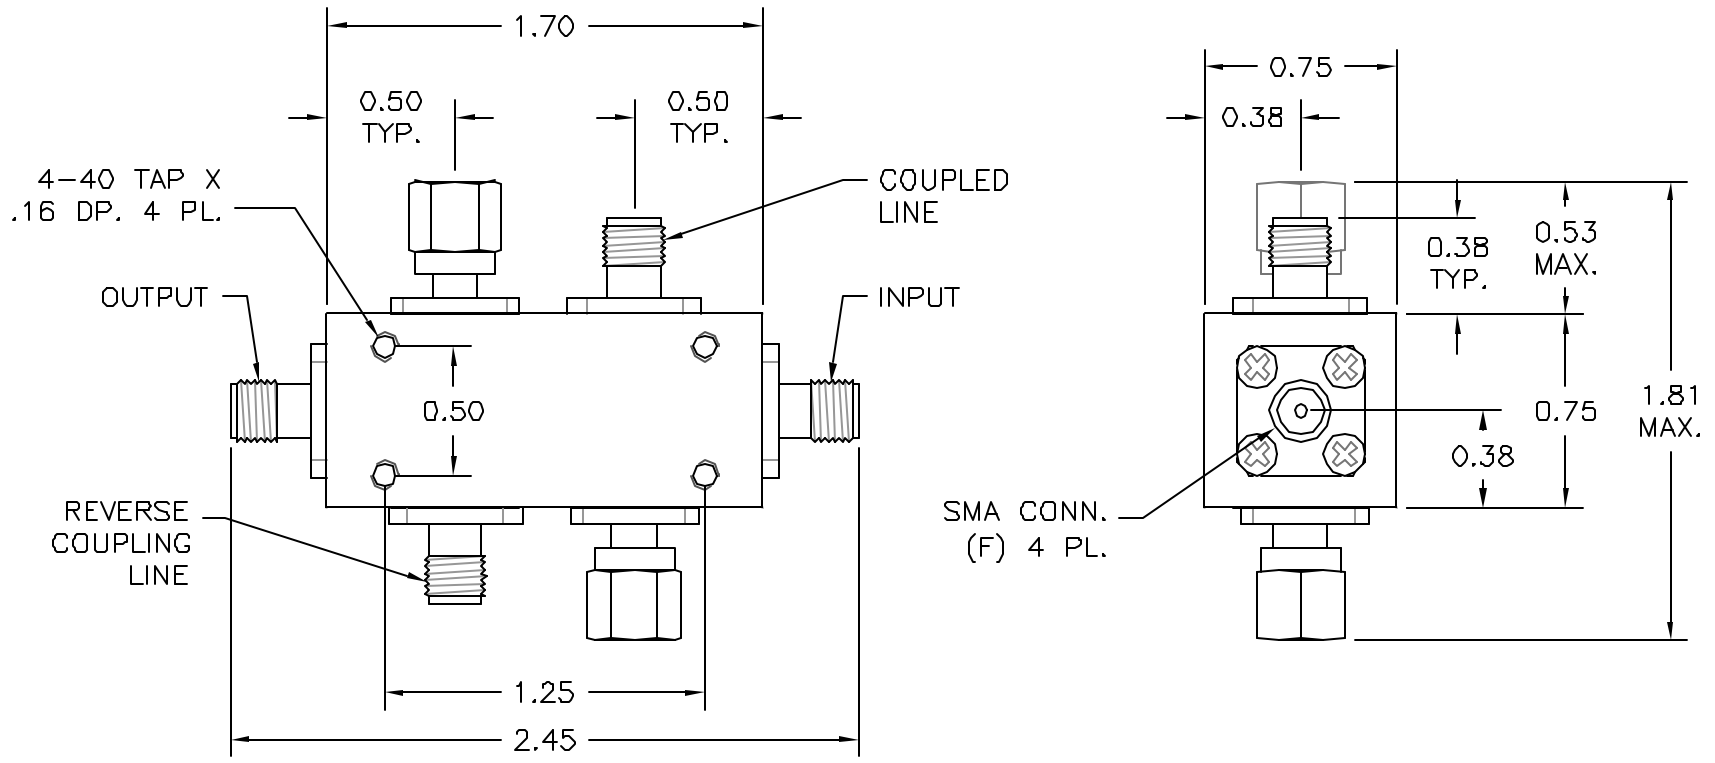 1.70
0.50
TYP.
0.50
TYP.
4-40 TAP X
.16 DP. 4 PL.
COUPLED
LINE
OUTPUT
INPUT
0.50
REVERSE
COUPLING
LINE
1.25
2.45
0.75
0.38
0.38
TYP.
0.53
MAX.
0.75
1.81
MAX.
0.38
SMA CONN.
(F) 4 PL.